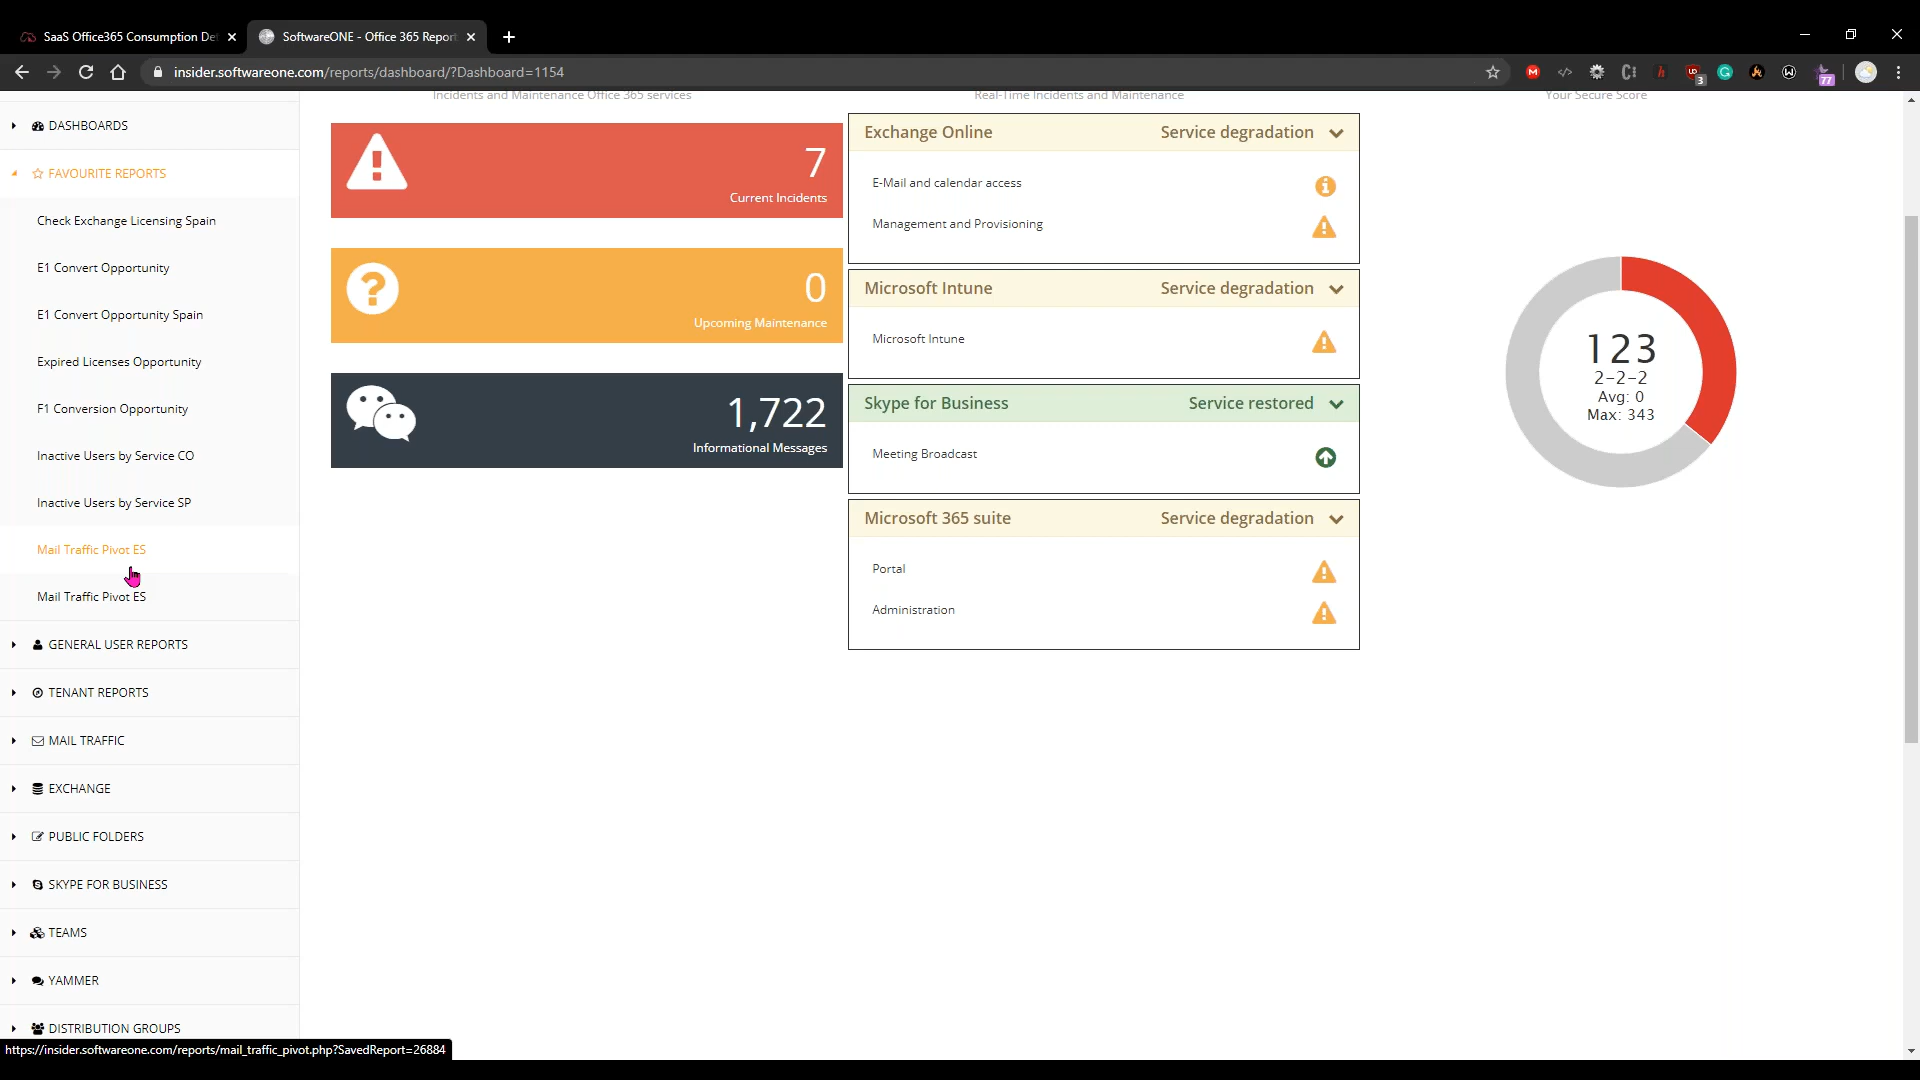 SaaS Office365 Consumption De
SoftwareONE - Office 365 Report
insider.softwareone.com/reports/dashboard/?Dashboard=1154
3
77
DASHBOARDS
FAVOURITE REPORTS
Check Exchange Licensing Spain
E1 Convert Opportunity
E1 Convert Opportunity Spain
Expired Licenses Opportunity
F1 Conversion Opportunity
Inactive Users by Service CO
Inactive Users by Service SP
Mail Traffic Pivot ES
Mail Traffic Pivot ES
GENERAL USER REPORTS
TENANT REPORTS
MAIL TRAFFIC
EXCHANGE
PUBLIC FOLDERS
SKYPE FOR BUSINESS
TEAMS
YAMMER
DISTRIBUTION GROUPS
https://insider.softwareone.com/reports/mail_traffic_pivot.php?SavedReport=26884
Incidents and Maintenance Office 365 services
7
Current Incidents
0
Upcoming Maintenance
1,722
Informational Messages
Real-Time Incidents and Maintenance
Exchange Online Service degradation
E-Mail and calendar access
Management and Provisioning
Microsoft Intune Service degradation
Microsoft Intune
Skype for Business Service restored
Meeting Broadcast
Microsoft 365 suite Service degradation
Portal
Administration
Your Secure Score
123
2-2-2
Avg: 0
Max: 343